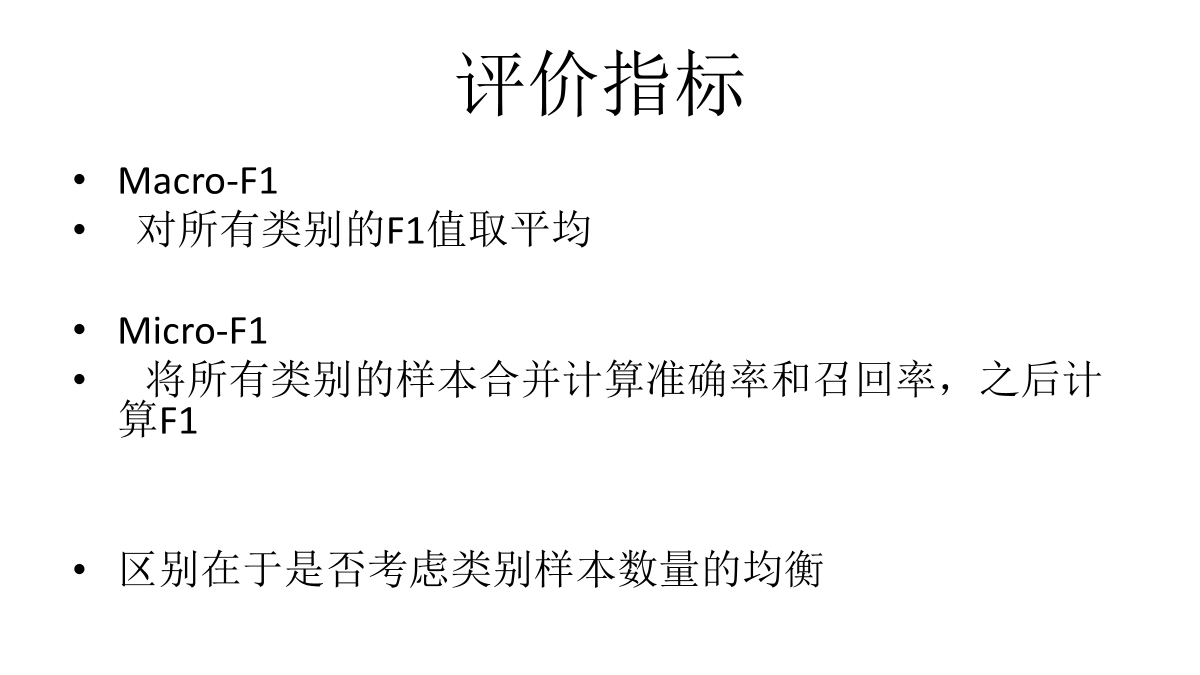 评价指标
• Macro-F1
• 对所有类别的F1值取平均
• Micro-F1
• 将所有类别的样本合并计算准确率和召回率，之后计
算F1
• 区别在于是否考虑类别样本数量的均衡